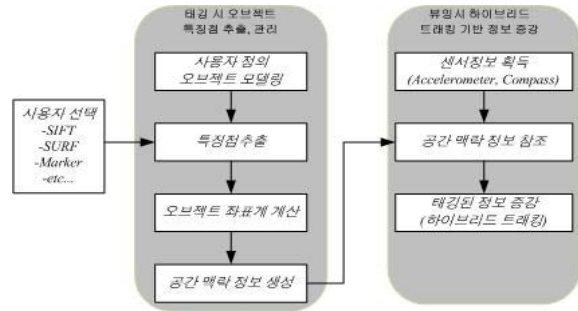 태깅 시 오브젝트
특징점 추출, 관리
사용자 정의
오브젝트 모델링
사용자 선택
-SIFT
-SURF
-Marker
-etc...
특징점추출
오브젝트 좌표계 계산
공간 맥락 정보 생성
뷰잉시 하이브리드
트래킹 기반 정보 증강
센서정보 획득
(Accelerometer, Compass)
공간 맥락 정보 참조
태깅된 정보 증강
(하이브리드 트래킹)